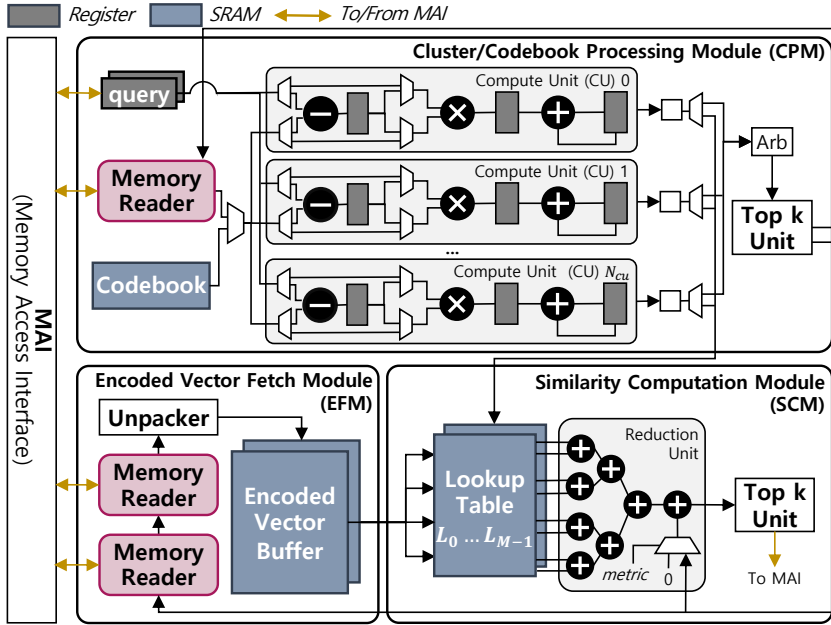 Register
SRAM
To/From MAI
MAI
(Memory Access Interface)
Cluster/Codebook Processing Module (CPM)
query
Memory
Reader
Codebook
Compute Unit (CU) 0
−
×
+
Compute Unit (CU) 1
−
×
+
...
Compute Unit (CU) N_cu
−
×
+
Arb
Top k
Unit
Encoded Vector Fetch Module
(EFM)
Unpacker
Memory
Reader
Memory
Reader
Encoded
Vector
Buffer
Similarity Computation Module
(SCM)
Lookup
Table
L_0 ... L_{M-1}
Reduction
Unit
+
+
+
+
+
+
+
+
metric
0
Top k
Unit
To MAI